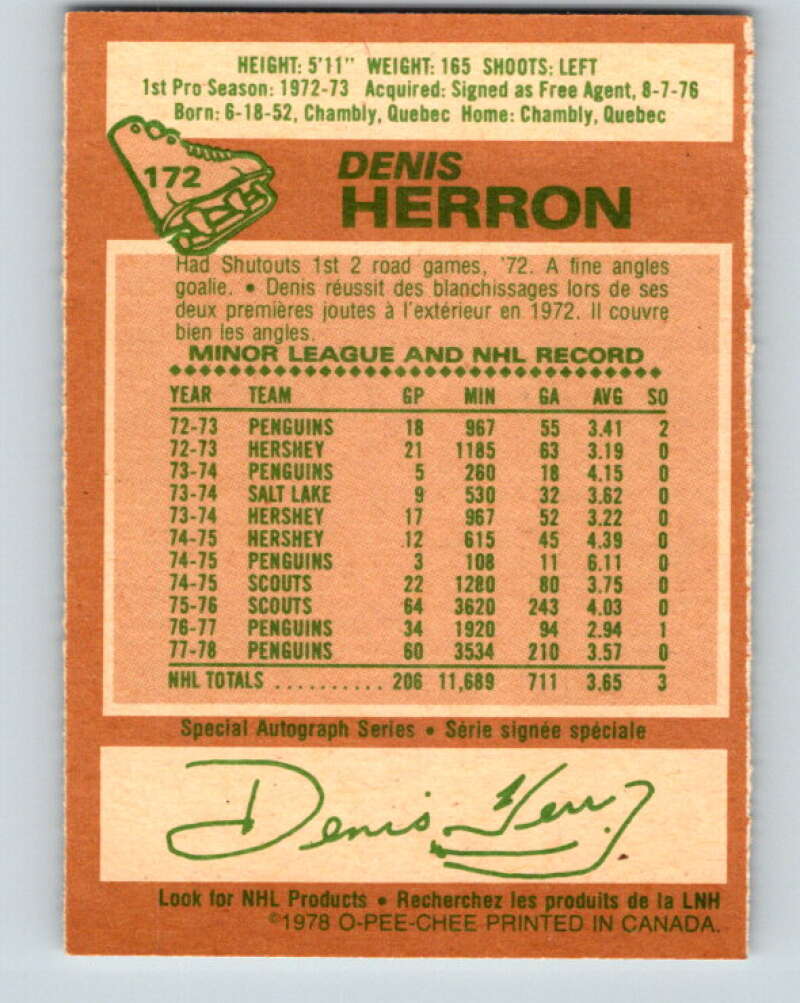 HEIGHT: 5'11" WEIGHT: 165 SHOOTS: LEFT
1st Pro Season: 1972-73 Acquired: Signed as Free Agent, 8-7-76
Born: 6-18-52, Chambly, Quebec Home: Chambly, Quebec
172
DENIS
HERRON
Had Shutouts 1st 2 road games, '72. A fine angles
goalie. • Denis réussit des blanchissages lors de ses
deux premières joutes à l'extérieur en 1972. Il couvre
bien les angles.
MINOR LEAGUE AND NHL RECORD
YEAR TEAM GP MIN GA AVG SO
72-73 PENGUINS 18 967 55 3.41 2
72-73 HERSHEY 21 1185 63 3.19 0
73-74 PENGUINS 5 260 18 4.15 0
73-74 SALT LAKE 9 530 32 3.62 0
73-74 HERSHEY 17 967 52 3.22 0
74-75 HERSHEY 12 615 45 4.39 0
74-75 PENGUINS 3 108 11 6.11 0
74-75 SCOUTS 22 1280 80 3.75 0
75-76 SCOUTS 64 3620 243 4.03 0
76-77 PENGUINS 34 1920 94 2.94 1
77-78 PENGUINS 60 3534 210 3.57 0
NHL TOTALS .......... 206 11,689 711 3.65 3
Special Autograph Series • Série signée spéciale
Denis Herron
Look for NHL Products • Recherchez les produits de la LNH
©1978 O-PEE-CHEE PRINTED IN CANADA.